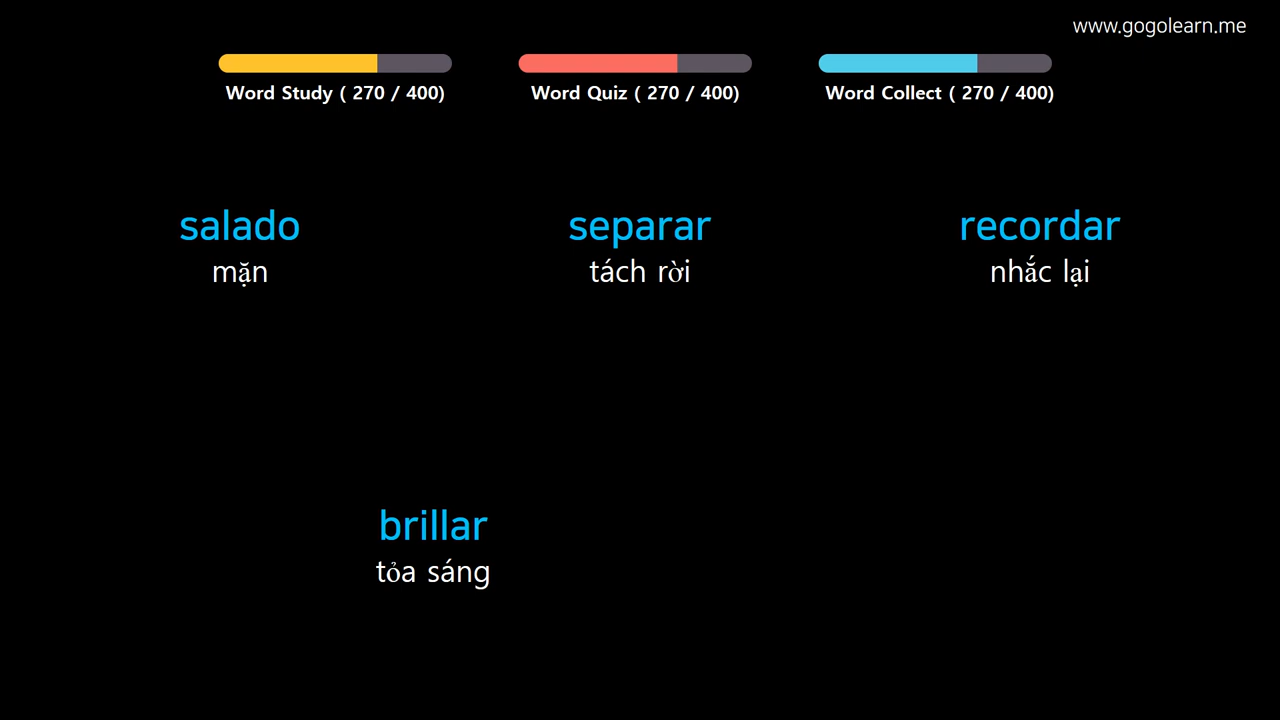 www.gogolearn.me
Word Study ( 270 / 400)
Word Quiz ( 270 / 400)
Word Collect ( 270 / 400)
salado
mặn
separar
tách rời
recordar
nhắc lại
brillar
tỏa sáng